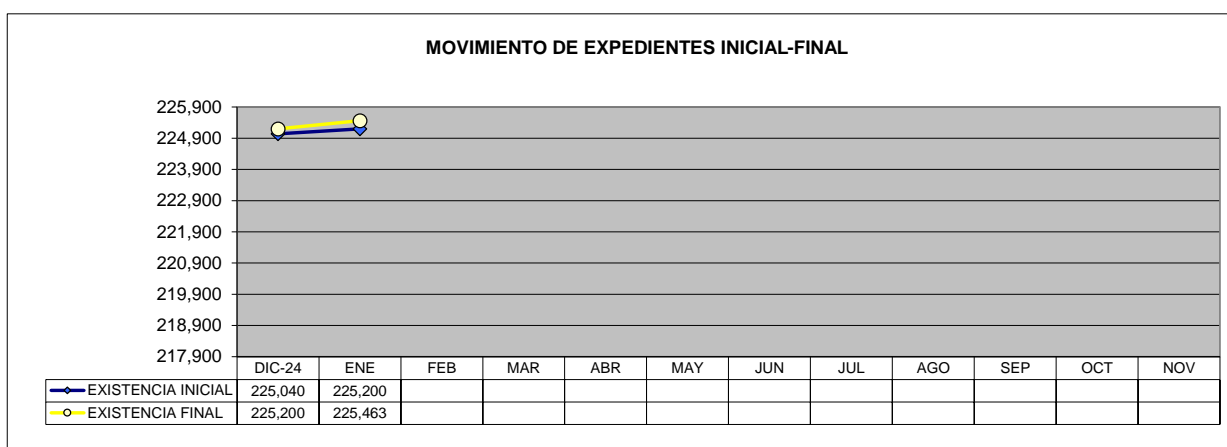 MOVIMIENTO DE EXPEDIENTES INICIAL-FINAL
225,900
224,900
223,900
222,900
221,900
220,900
219,900
218,900
217,900
DIC-24 ENE FEB MAR ABR MAY JUN JUL AGO SEP OCT NOV
EXISTENCIA INICIAL 225,040 225,200
EXISTENCIA FINAL 225,200 225,463